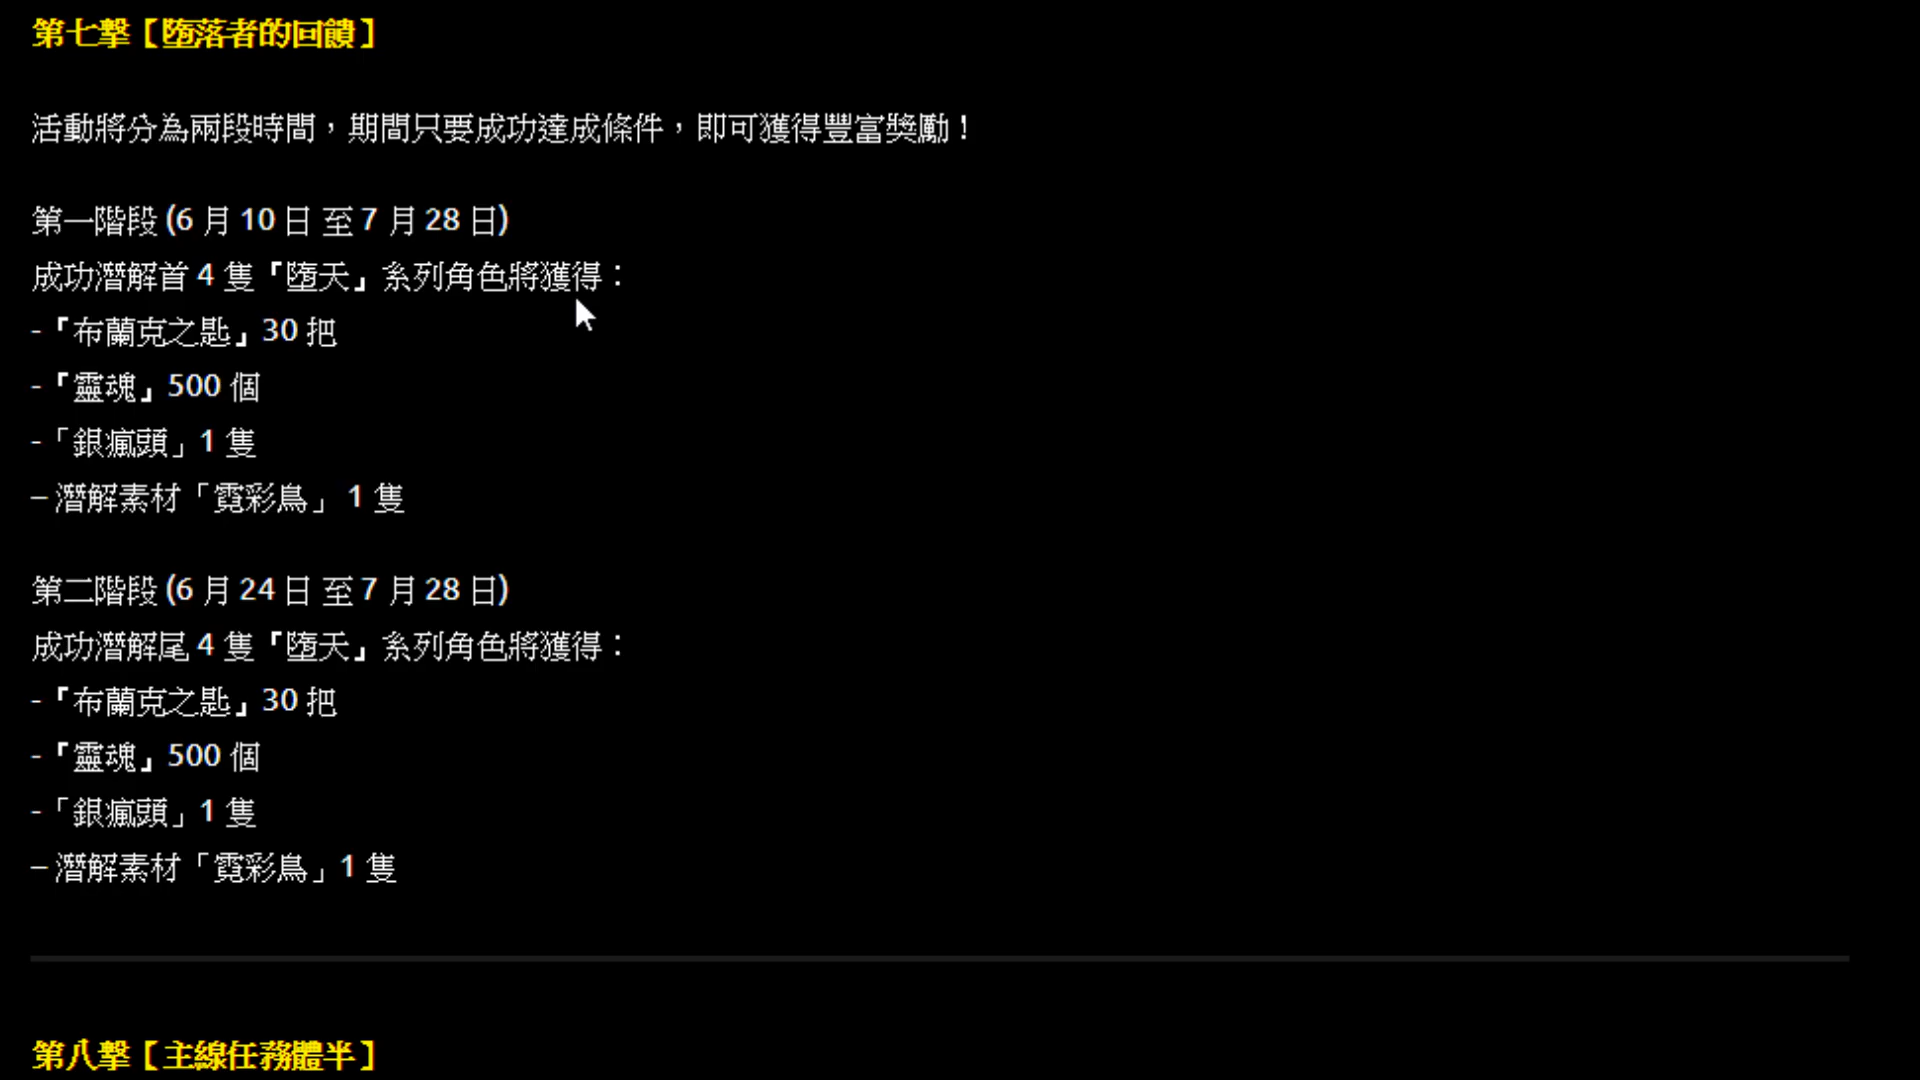 第七擊【墮落者的回饋】
活動將分為兩段時間，期間只要成功達成條件，即可獲得豐富獎勵！
第一階段 (6 月 10 日 至 7 月 28 日)
成功潛解首 4 隻『墮天』系列角色將獲得：
-『布蘭克之匙』30 把
-『靈魂』500 個
-「銀瘋頭」1 隻
– 潛解素材「霓彩鳥」 1 隻
第二階段 (6 月 24 日 至 7 月 28 日)
成功潛解尾 4 隻『墮天』系列角色將獲得：
-『布蘭克之匙』30 把
-『靈魂』500 個
-「銀瘋頭」1 隻
– 潛解素材「霓彩鳥」1 隻
第八擊【主線任務體半】